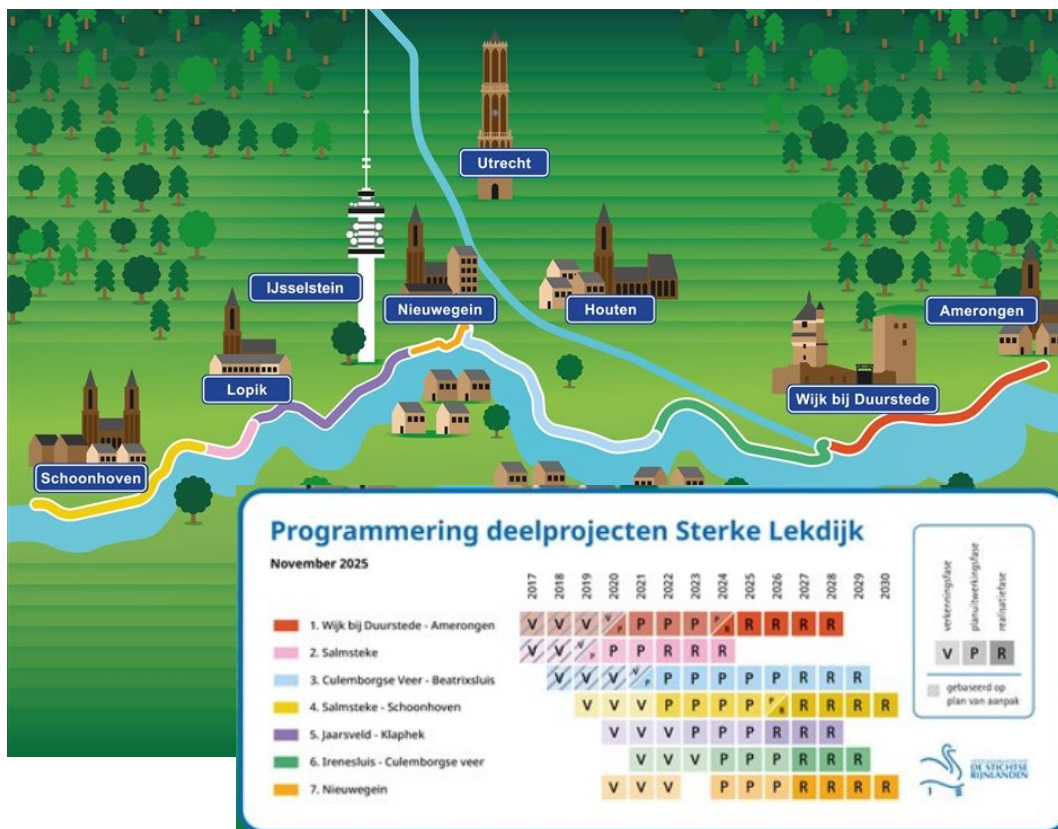 Utrecht
IJsselstein
Nieuwegein
Houten
Amerongen
Lopik
Wijk bij Duurstede
Schoonhoven
Programmering deelprojecten Sterke Lekdijk
November 2025
2017 2018 2019 2020 2021 2022 2023 2024 2025 2026 2027 2028 2029 2030
1. Wijk bij Duurstede - Amerongen V V V V/P P P P P/R R R R R
2. Salmsteke V V V/P P P R R R
3. Culemborgse Veer - Beatrixsluis V V V V/P P P P P P R R R
4. Salmsteke - Schoonhoven V V V P P P P P/R R R R R
5. Jaarsveld - Klaphek V V V P P P R R R
6. Irenesluis - Culemborgse veer V V V P P P R R R
7. Nieuwegein V V V P P P R R R R
verkenningsfase
planuitwerkingsfase
realisatiefase
V P R
gebaseerd op
plan van aanpak
DE STICHTSE
RIJNLANDEN